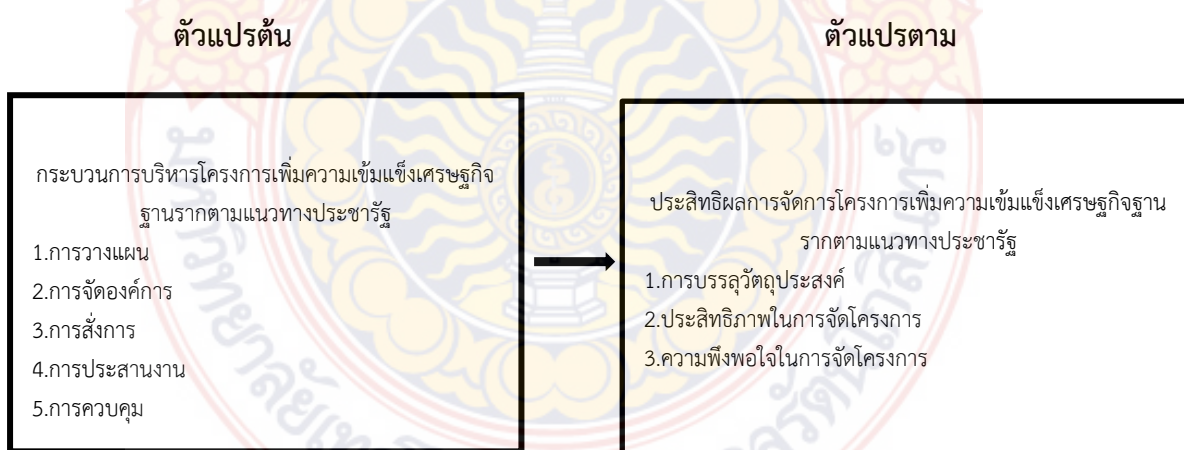 ตัวแปรต้น
ตัวแปรตาม
กระบวนการบริหารโครงการเพิ่มความเข้มแข็งเศรษฐกิจ
ฐานรากตามแนวทางประชารัฐ
1.การวางแผน
2.การจัดองค์การ
3.การสั่งการ
4.การประสานงาน
5.การควบคุม
ประสิทธิผลการจัดการโครงการเพิ่มความเข้มแข็งเศรษฐกิจฐาน
รากตามแนวทางประชารัฐ
1.การบรรลุวัตถุประสงค์
2.ประสิทธิภาพในการจัดโครงการ
3.ความพึงพอใจในการจัดโครงการ